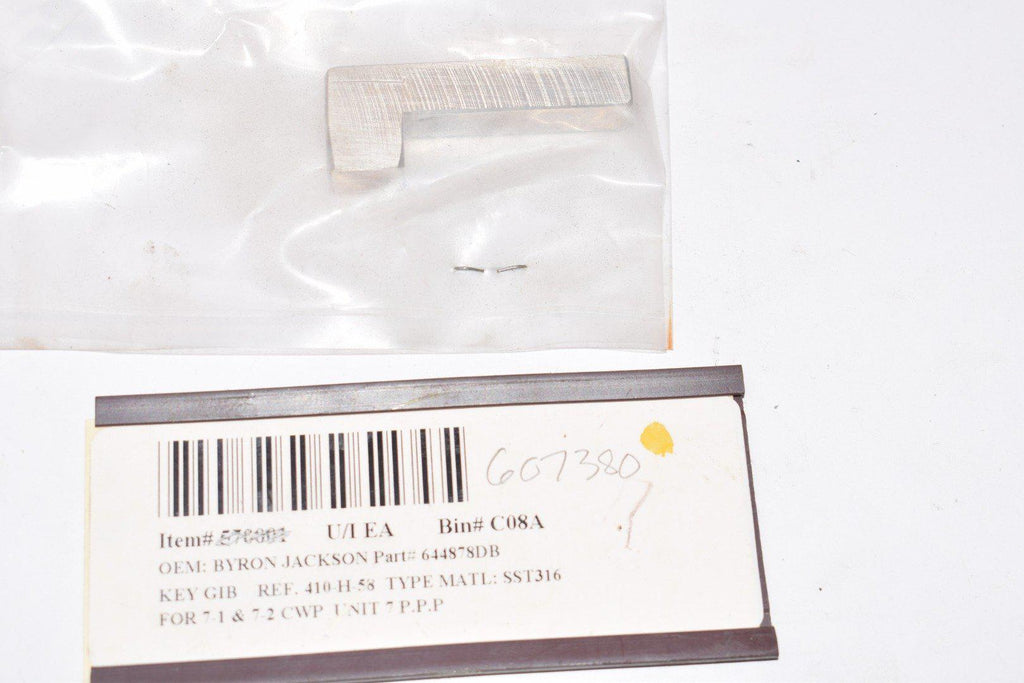 607380
Item# U/I EA Bin# C08A
OEM: BYRON JACKSON Part# 644878DB
KEY GIB REF. 410-H-58 TYPE MATL: SST316
FOR 7-1 & 7-2 CWP UNIT 7 P.P.P